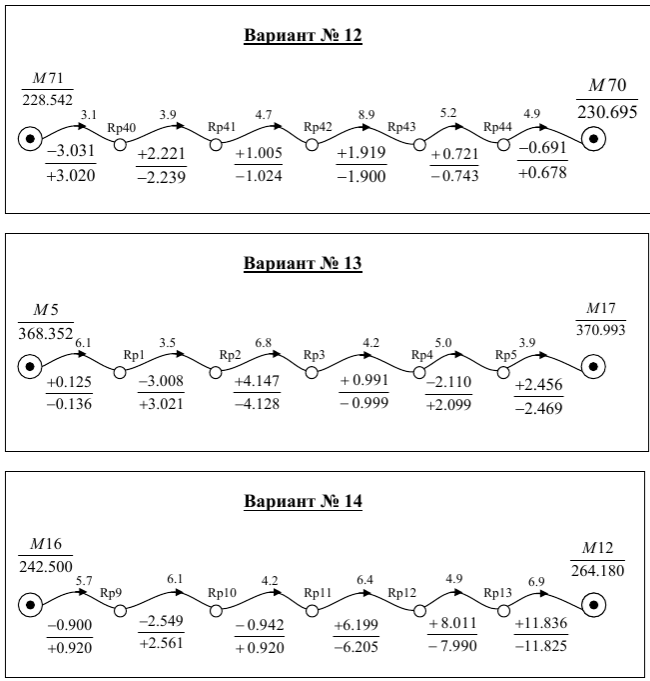 Вариант № 12
M 71
228.542
M 70
230.695
3.1 Rp40 3.9 Rp41 4.7 Rp42 8.9 Rp43 5.2 Rp44 4.9
−3.031 +2.221 +1.005 +1.919 +0.721 −0.691
+3.020 −2.239 −1.024 −1.900 −0.743 +0.678
Вариант № 13
M 5
368.352
M17
370.993
6.1 Rp1 3.5 Rp2 6.8 Rp3 4.2 Rp4 5.0 Rp5 3.9
+0.125 −3.008 +4.147 +0.991 −2.110 +2.456
−0.136 +3.021 −4.128 −0.999 +2.099 −2.469
Вариант № 14
M16
242.500
M12
264.180
5.7 Rp9 6.1 Rp10 4.2 Rp11 6.4 Rp12 4.9 Rp13 6.9
−0.900 −2.549 −0.942 +6.199 +8.011 +11.836
+0.920 +2.561 +0.920 −6.205 −7.990 −11.825